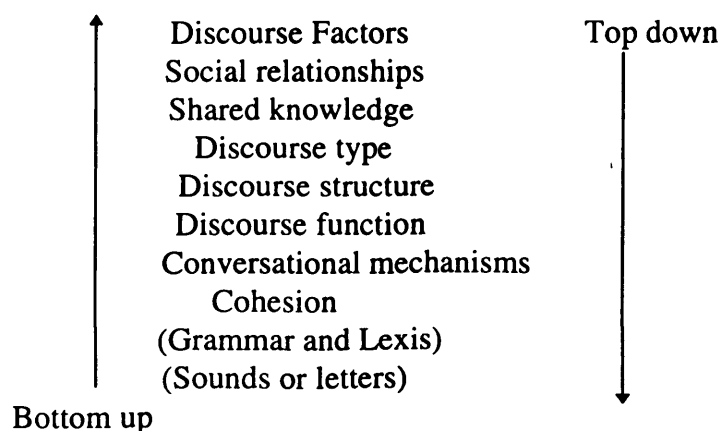 Discourse Factors
Top down
Social relationships
Shared knowledge
Discourse type
Discourse structure
Discourse function
Conversational mechanisms
Cohesion
(Grammar and Lexis)
(Sounds or letters)
Bottom up